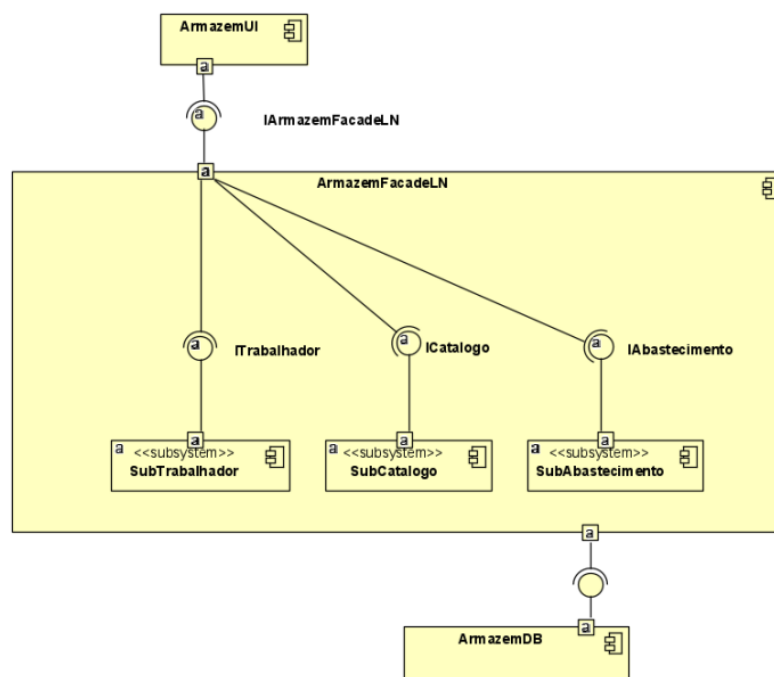 ArmazemUI
a
a
IArmazemFacadeLN
a
ArmazemFacadeLN
a
ITrabalhador
a
ICatalogo
a
IAbastecimento
a
a
<<subsystem>>
SubTrabalhador
a
a
<<subsystem>>
SubCatalogo
a
a
<<subsystem>>
SubAbastecimento
a
a
ArmazemDB